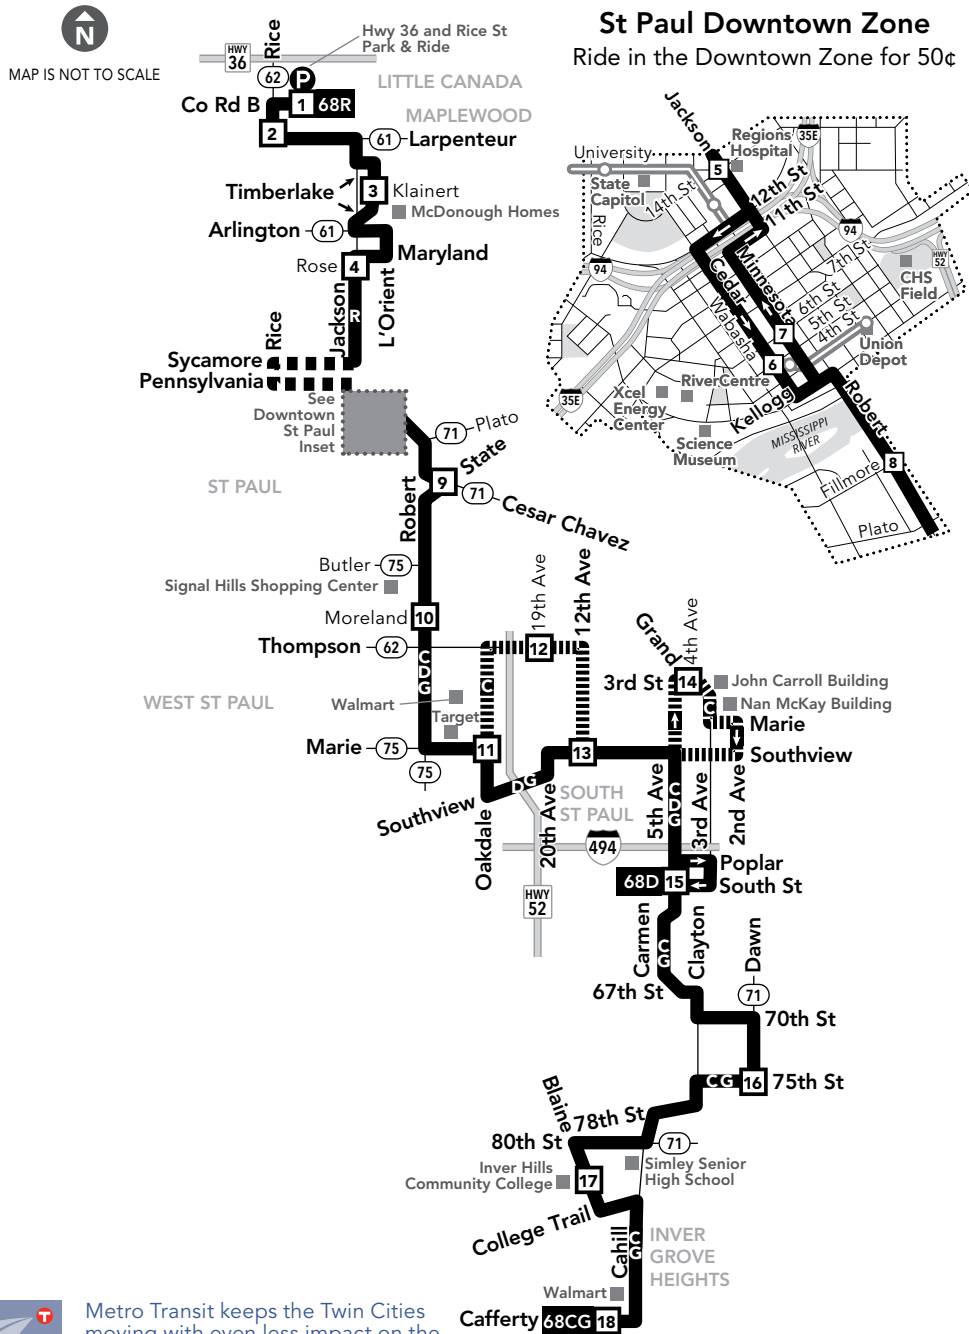 N
MAP IS NOT TO SCALE
HWY
36
Rice
62
P
Hwy 36 and Rice St
Park & Ride
LITTLE CANADA
Co Rd B
1
68R
MAPLEWOOD
2
61
Larpenteur
Timberlake
3
Klainert
McDonough Homes
Arlington
61
Maryland
Rose
4
Jackson
R
L'Orient
Rice
Sycamore
Pennsylvania
See
Downtown
St Paul
Inset
71
Plato
ST PAUL
9
State
71
Cesar Chavez
Robert
Butler
75
Signal Hills Shopping Center
Moreland
10
19th Ave
12th Ave
Thompson
62
12
C
D
G
C
WEST ST PAUL
Walmart
Target
Marie
75
11
75
13
Southview
D G
20th Ave
SOUTH
ST PAUL
Oakdale
HWY
52
494
Grand
4th Ave
3rd St
14
John Carroll Building
Nan McKay Building
C
Marie
Southview
5th Ave
C
D
G
3rd Ave
2nd Ave
Poplar
South St
68D
15
Carmen
C
G
Clayton
Dawn
67th St
71
70th St
C G
16
75th St
Blaine
78th St
80th St
71
Inver Hills
Community College
17
Simley Senior
High School
College Trail
Cahill
C
G
INVER
GROVE
HEIGHTS
Walmart
Cafferty
68CG
18
St Paul Downtown Zone
Ride in the Downtown Zone for 50¢
Jackson
Regions
Hospital
35E
University
5
State
Capitol
14th St
12th St
11th St
Rice
94
94
HWY
52
7th St
CHS
Field
Cedar
Minnesota
Wabasha
6th St
5th St
4th St
7
6
Union
Depot
35E
RiverCentre
Xcel
Energy
Center
Kellogg
Science
Museum
MISSISSIPPI
RIVER
Robert
8
Fillmore
Plato
T
Metro Transit keeps the Twin Cities
moving with even less impact on the